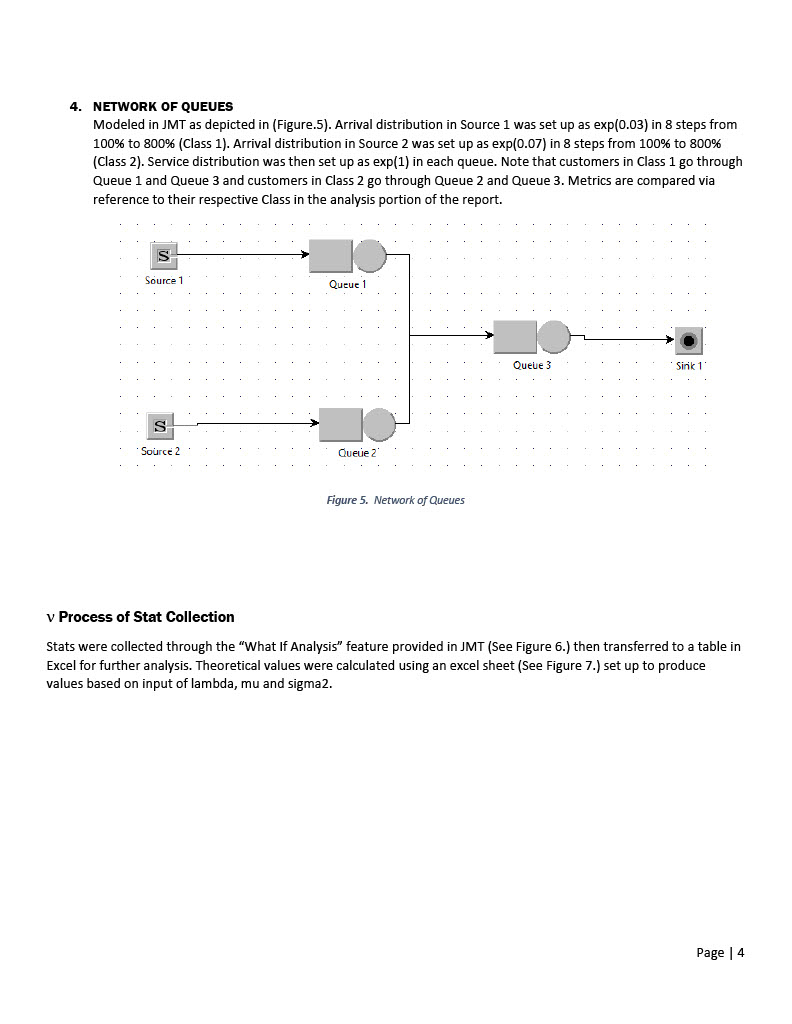 4. NETWORK OF QUEUES
Modeled in JMT as depicted in (Figure.5). Arrival distribution in Source 1 was set up as exp(0.03) in 8 steps from
100% to 800% (Class 1). Arrival distribution in Source 2 was set up as exp(0.07) in 8 steps from 100% to 800%
(Class 2). Service distribution was then set up as exp(1) in each queue. Note that customers in Class 1 go through
Queue 1 and Queue 3 and customers in Class 2 go through Queue 2 and Queue 3. Metrics are compared via
reference to their respective Class in the analysis portion of the report.
S
Source 1
Queue 1
Queue 3
Sink 1
S
Source 2
Queue 2
Figure 5. Network of Queues
ν Process of Stat Collection
Stats were collected through the “What If Analysis” feature provided in JMT (See Figure 6.) then transferred to a table in
Excel for further analysis. Theoretical values were calculated using an excel sheet (See Figure 7.) set up to produce
values based on input of lambda, mu and sigma2.
Page | 4